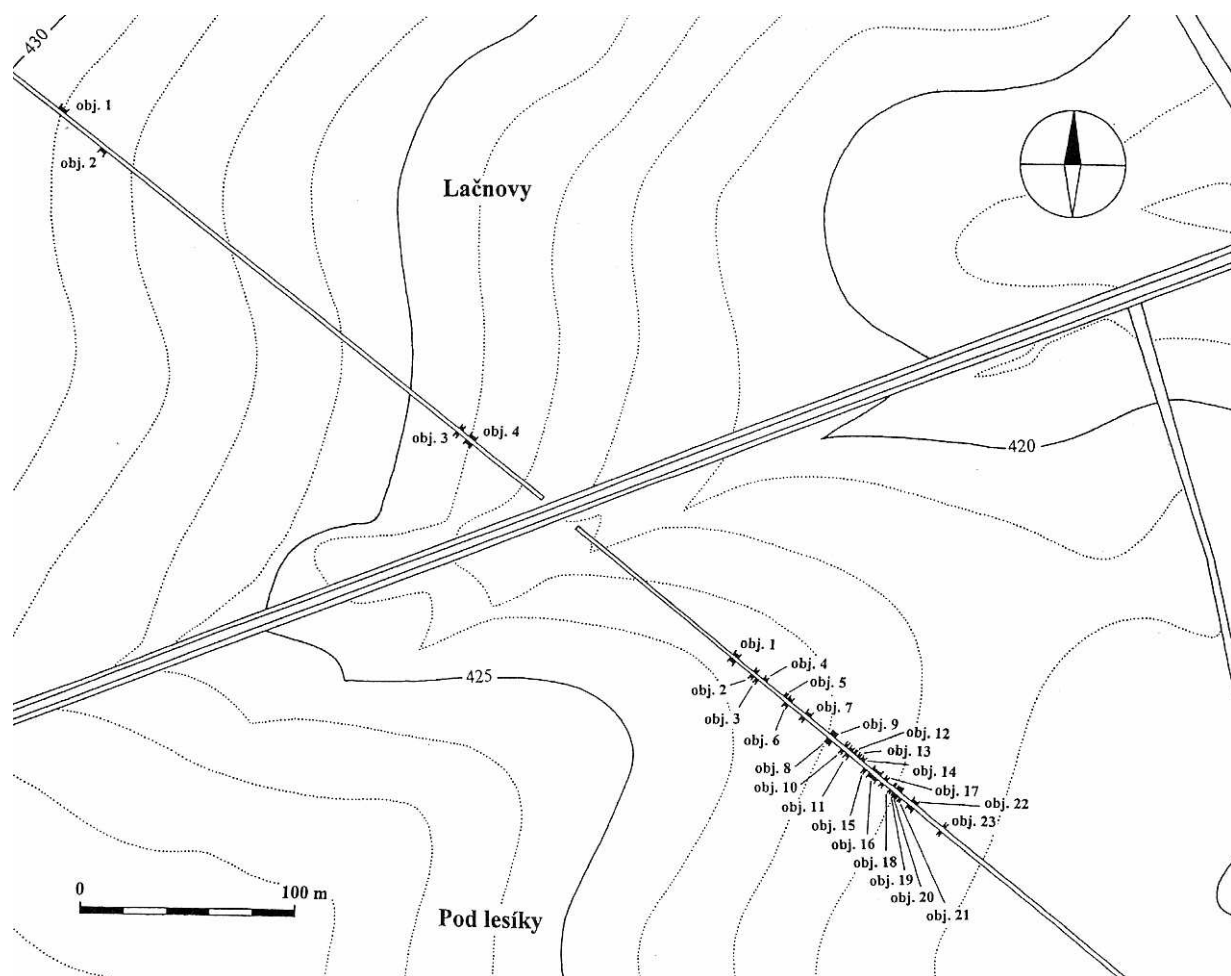 430
obj. 1
obj. 2
Lačnovy
obj. 3
obj. 4
420
425
obj. 1
obj. 2
obj. 3
obj. 4
obj. 5
obj. 6
obj. 7
obj. 8
obj. 9
obj. 10
obj. 11
obj. 12
obj. 13
obj. 14
obj. 15
obj. 16
obj. 17
obj. 18
obj. 19
obj. 20
obj. 21
obj. 22
obj. 23
0 100 m
Pod lesíky